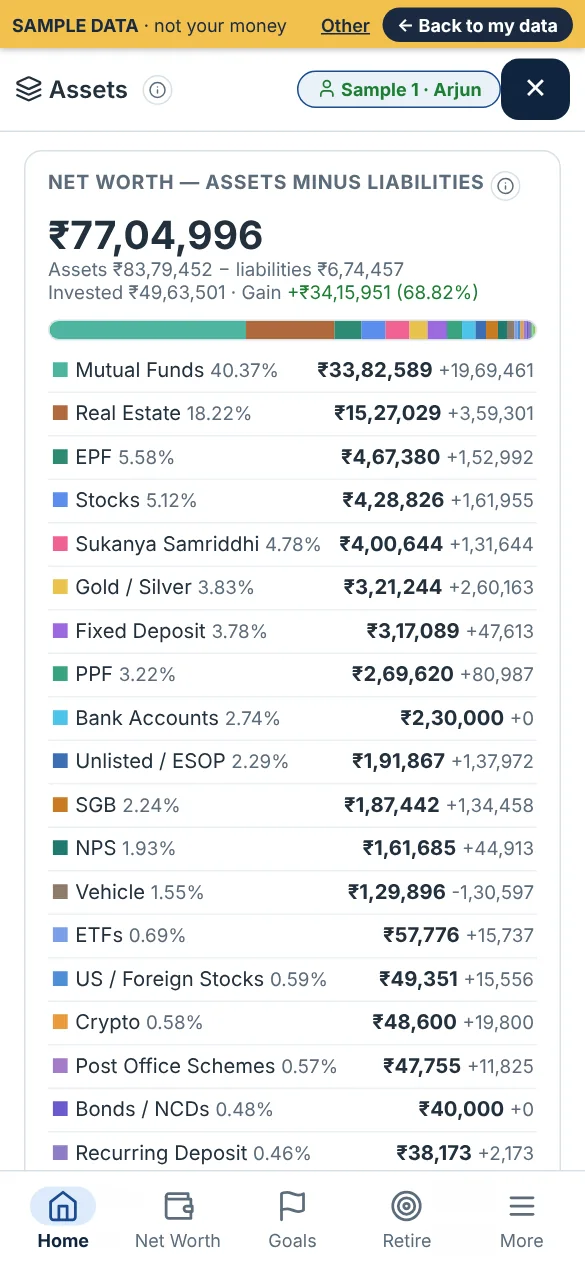 SAMPLE DATA · not your money Other ← Back to my data
Assets Sample 1 · Arjun ✕
NET WORTH — ASSETS MINUS LIABILITIES
₹77,04,996
Assets ₹83,79,452 − liabilities ₹6,74,457
Invested ₹49,63,501 · Gain +₹34,15,951 (68.82%)
Mutual Funds 40.37% ₹33,82,589 +19,69,461
Real Estate 18.22% ₹15,27,029 +3,59,301
EPF 5.58% ₹4,67,380 +1,52,992
Stocks 5.12% ₹4,28,826 +1,61,955
Sukanya Samriddhi 4.78% ₹4,00,644 +1,31,644
Gold / Silver 3.83% ₹3,21,244 +2,60,163
Fixed Deposit 3.78% ₹3,17,089 +47,613
PPF 3.22% ₹2,69,620 +80,987
Bank Accounts 2.74% ₹2,30,000 +0
Unlisted / ESOP 2.29% ₹1,91,867 +1,37,972
SGB 2.24% ₹1,87,442 +1,34,458
NPS 1.93% ₹1,61,685 +44,913
Vehicle 1.55% ₹1,29,896 -1,30,597
ETFs 0.69% ₹57,776 +15,737
US / Foreign Stocks 0.59% ₹49,351 +15,556
Crypto 0.58% ₹48,600 +19,800
Post Office Schemes 0.57% ₹47,755 +11,825
Bonds / NCDs 0.48% ₹40,000 +0
Recurring Deposit 0.46% ₹38,173 +2,173
Home Net Worth Goals Retire More